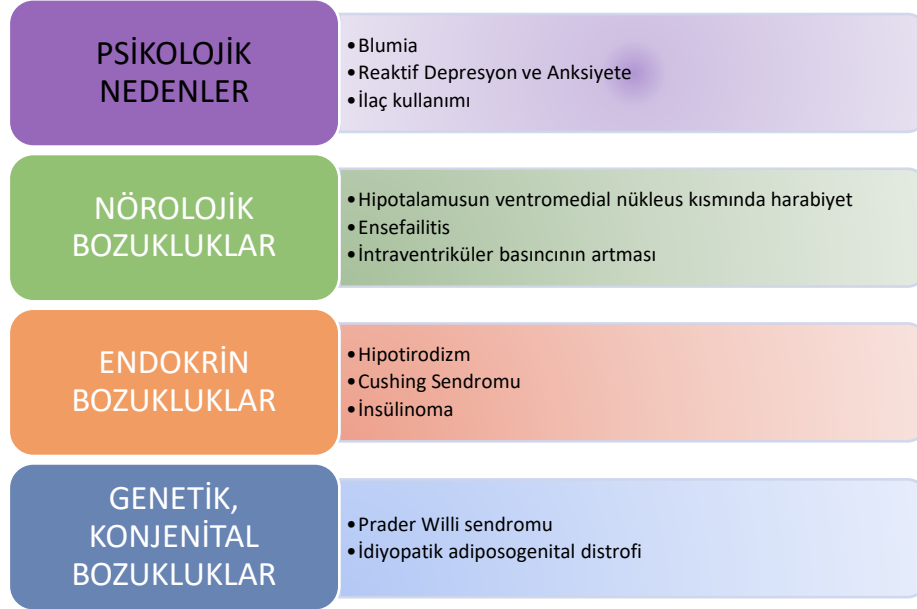 PSİKOLOJİK
NEDENLER
•Blumia
•Reaktif Depresyon ve Anksiyete
•İlaç kullanımı
NÖROLOJİK
BOZUKLUKLAR
•Hipotalamusun ventromedial nükleus kısmında harabiyet
•Ensefailitis
•İntraventriküler basıncının artması
ENDOKRİN
BOZUKLUKLAR
•Hipotirodizm
•Cushing Sendromu
•İnsülinoma
GENETİK,
KONJENİTAL
BOZUKLUKLAR
•Prader Willi sendromu
•İdiyopatik adiposogenital distrofi